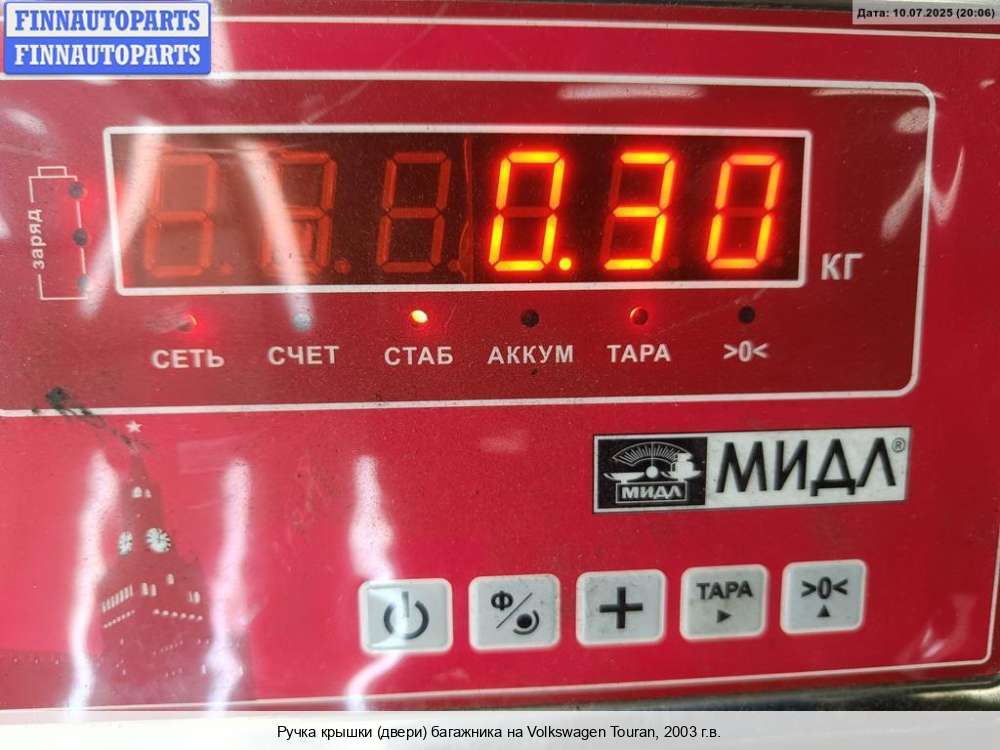 FINNAUTOPARTS
FINNAUTOPARTS
Дата: 10.07.2025 (20:06)
заряд
0.30
КГ
СЕТЬ СЧЕТ СТАБ АККУМ ТАРА >0<
МИДЛ МИДЛ®
Ф ТАРА >0<
Ручка крышки (двери) багажника на Volkswagen Touran, 2003 г.в.